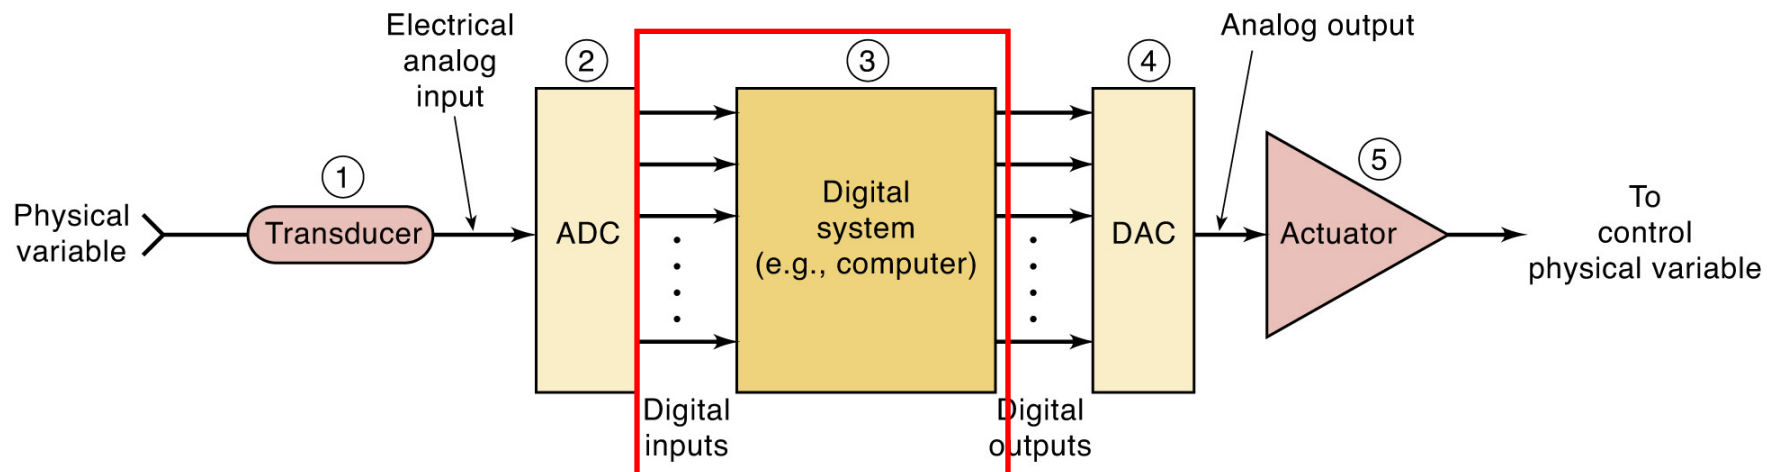 Electrical
analog
input
Analog output
2
3
4
1
5
Physical
variable
Transducer
ADC
Digital
system
(e.g., computer)
DAC
Actuator
To
control
physical variable
Digital
inputs
Digital
outputs